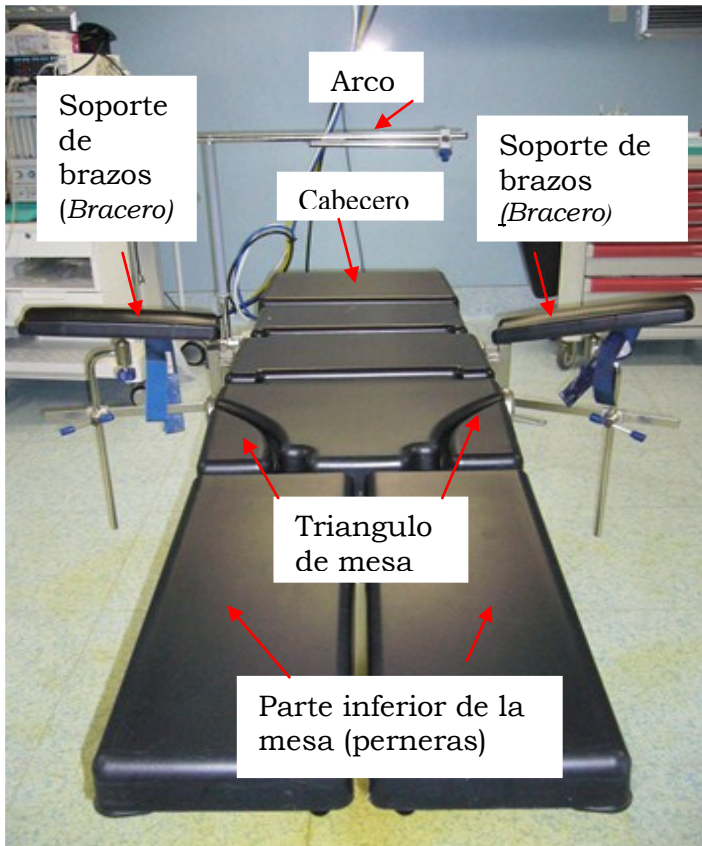 Arco
Soporte
de
brazos
(Bracero)
Soporte de
brazos
(Bracero)
Cabecero
Triangulo
de mesa
Parte inferior de la
mesa (perneras)